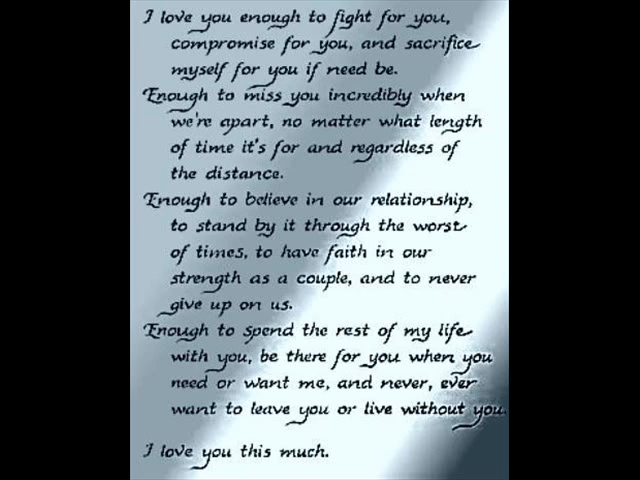 I love you enough to fight for you,
compromise for you, and sacrifice
myself for you if need be.
Enough to miss you incredibly when
we're apart, no matter what length
of time it's for and regardless of
the distance.
Enough to believe in our relationship,
to stand by it through the worst
of times, to have faith in our
strength as a couple, and to never
give up on us.
Enough to spend the rest of my life
with you, be there for you when you
need or want me, and never, ever
want to leave you or live without you.
I love you this much.